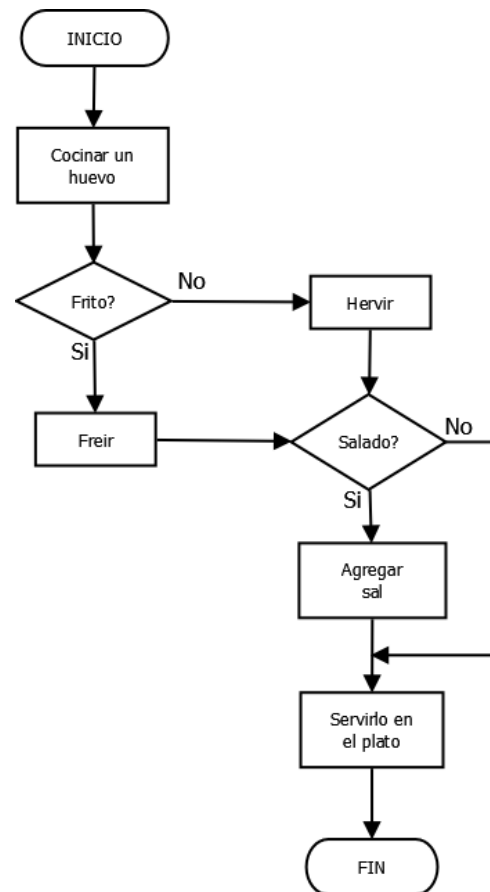 INICIO
Cocinar un
huevo
Frito?
No
Hervir
Si
Freir
Salado?
No
Si
Agregar
sal
Servirlo en
el plato
FIN